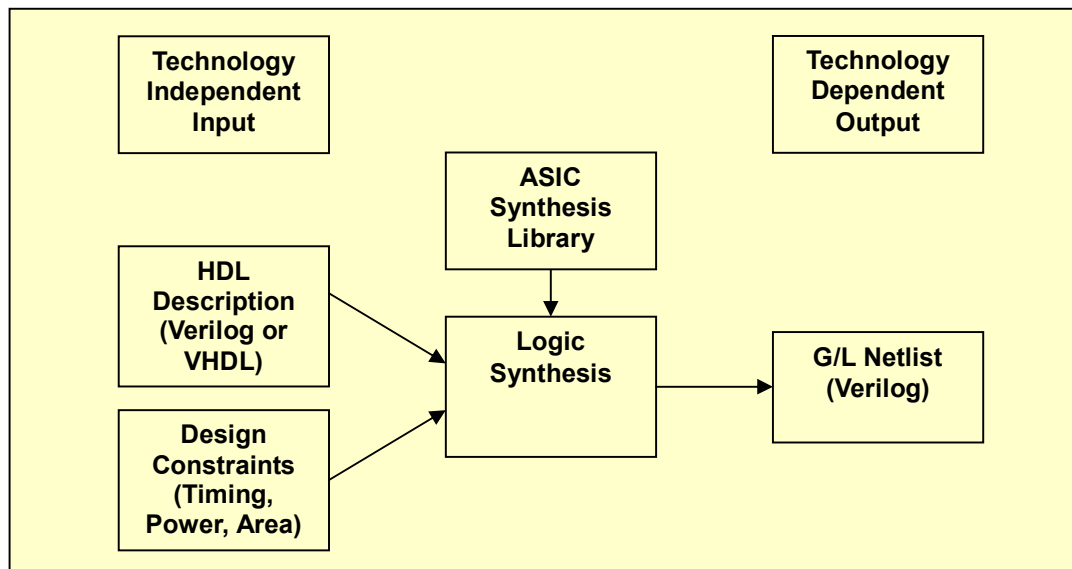 Technology
Independent
Input
Technology
Dependent
Output
ASIC
Synthesis
Library
HDL
Description
(Verilog or
VHDL)
Logic
Synthesis
G/L Netlist
(Verilog)
Design
Constraints
(Timing,
Power, Area)